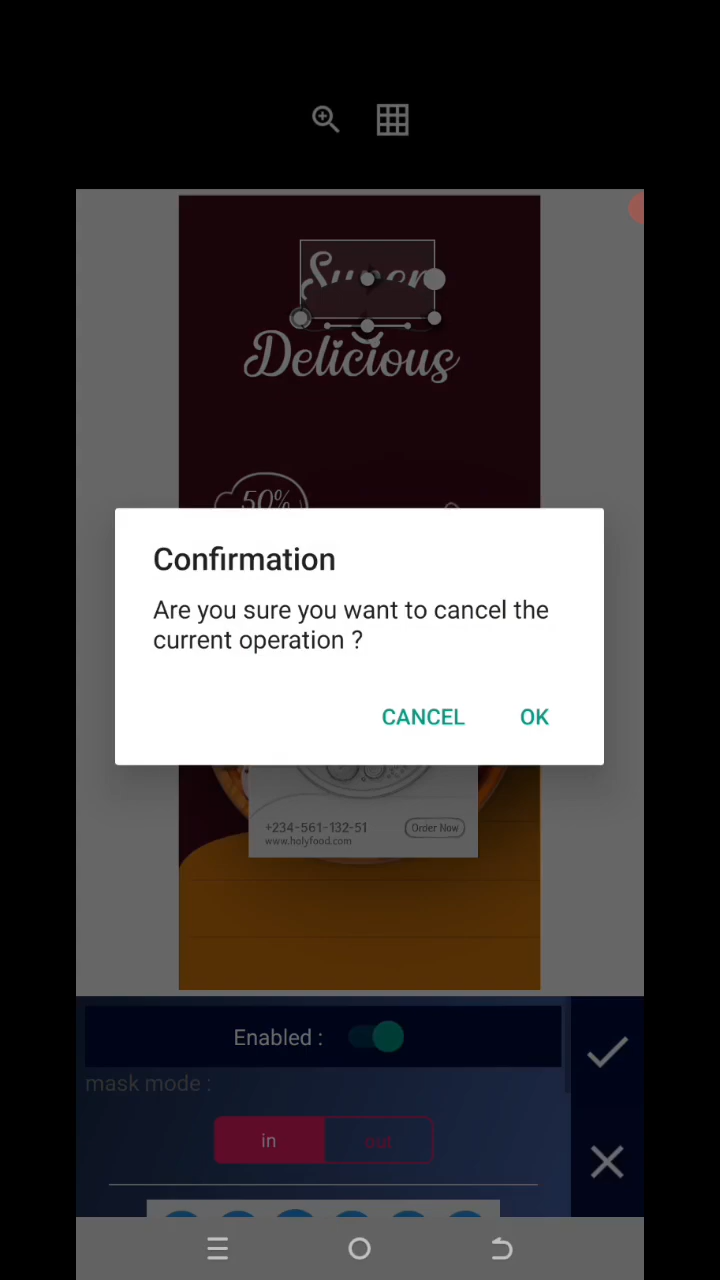 Super
Delicious
50%
Confirmation
Are you sure you want to cancel the
current operation ?
CANCEL OK
+234-561-132-51 Order Now
www.holyfood.com
Enabled :
mask mode :
in out